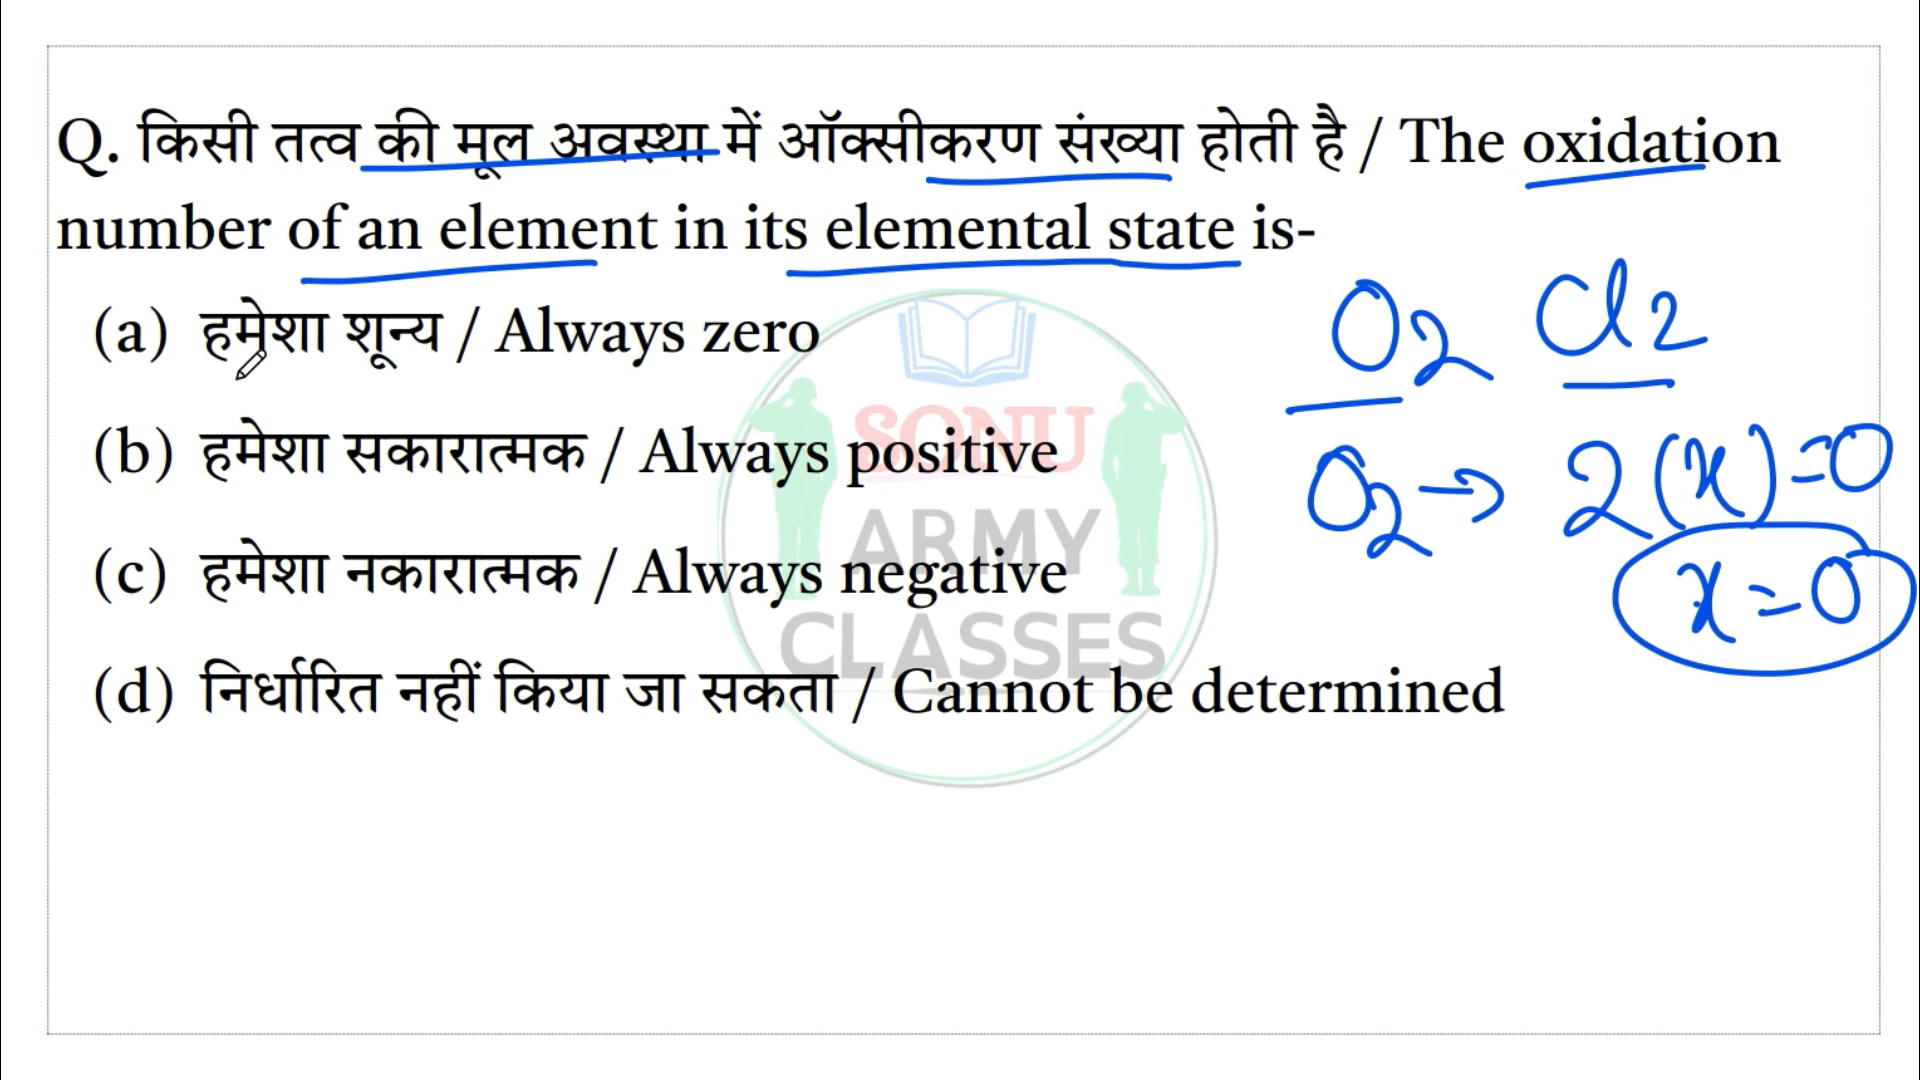 Q. किसी तत्व की मूल अवस्था में ऑक्सीकरण संख्या होती है / The oxidation
number of an element in its elemental state is-
(a) हमेशा शून्य / Always zero
(b) हमेशा सकारात्मक / Always positive
(c) हमेशा नकारात्मक / Always negative
(d) निर्धारित नहीं किया जा सकता / Cannot be determined
O2 Cl2
O2 → 2(x)=0
x=0
SONU
ARMY
CLASSES